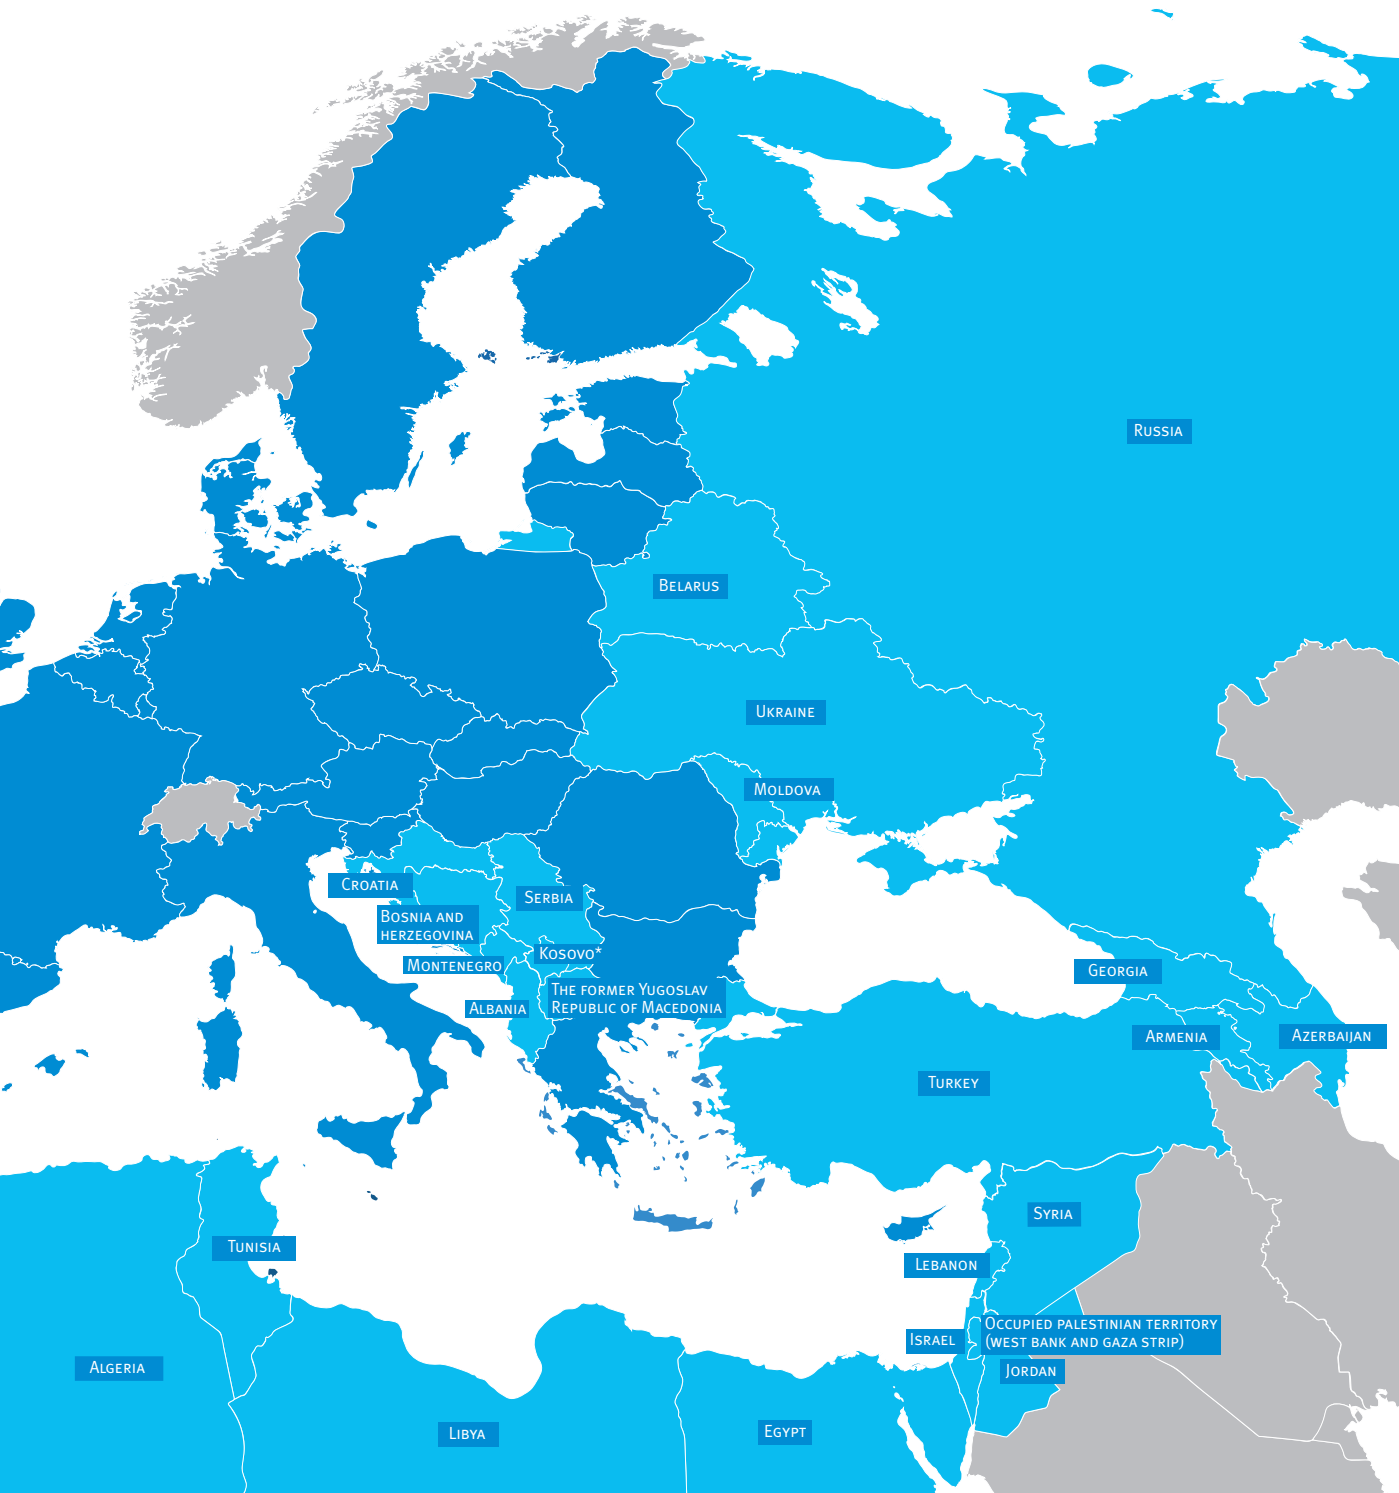 Russia
Belarus
Ukraine
Moldova
Croatia
Serbia
Bosnia and
herzegovina
Kosovo*
Montenegro
Georgia
The former Yugoslav
Republic of Macedonia
Albania
Armenia
Azerbaijan
Turkey
Syria
Tunisia
Lebanon
Occupied palestinian territory
(west bank and gaza strip)
Israel
Jordan
Algeria
Libya
Egypt